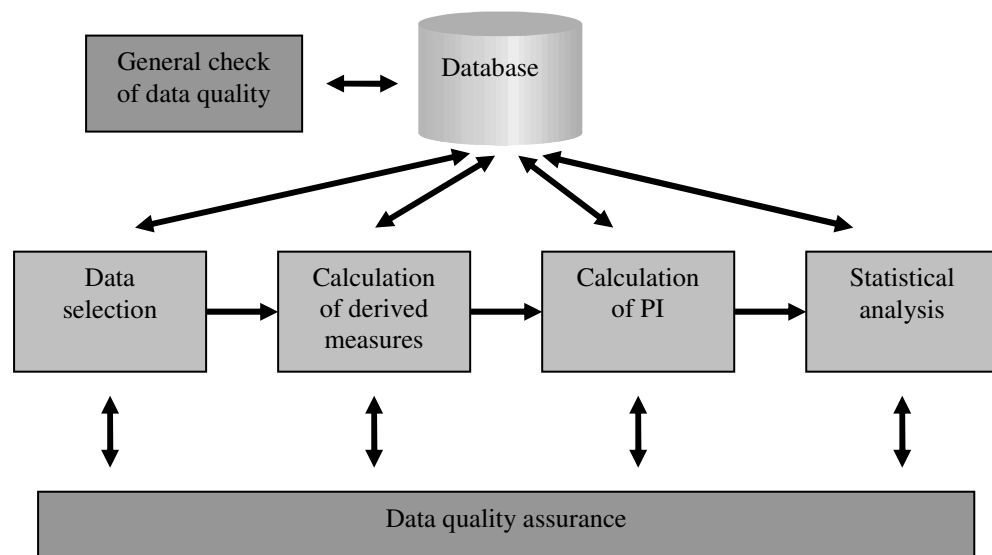 General check
of data quality
Database
Data
selection
Calculation
of derived
measures
Calculation
of PI
Statistical
analysis
Data quality assurance